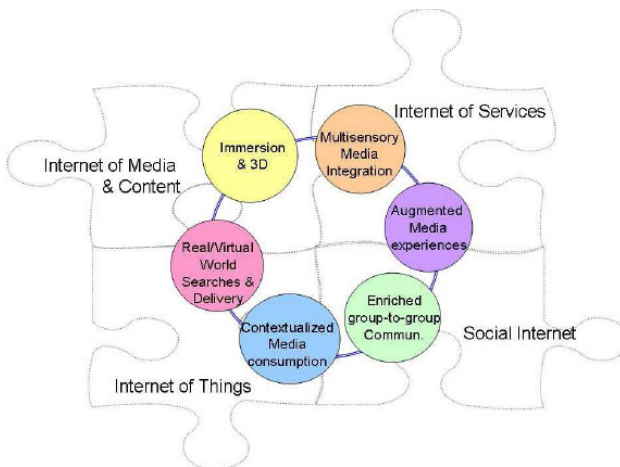 Internet of Services
Immersion
& 3D
Multisensory
Media
Integration
Internet of Media
& Content
Augmented
Media
experiences
Real/Virtual
World
Searches &
Delivery
Enriched
group-to-group
Commun.
Contextualized
Media
consumption
Social Internet
Internet of Things